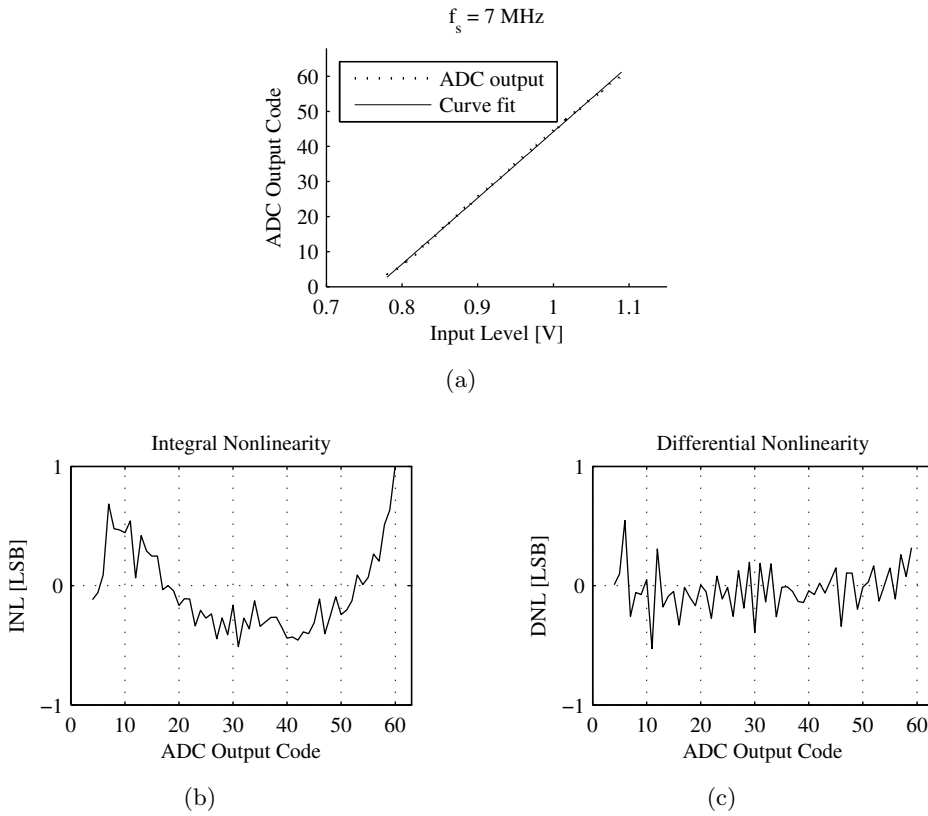 f_s = 7 MHz
ADC Output Code
60
50
40
30
20
10
0
ADC output
Curve fit
0.7 0.8 0.9 1 1.1
Input Level [V]
(a)
Integral Nonlinearity
INL [LSB]
1
0
−1
0 10 20 30 40 50 60
ADC Output Code
(b)
Differential Nonlinearity
DNL [LSB]
1
0
−1
0 10 20 30 40 50 60
ADC Output Code
(c)